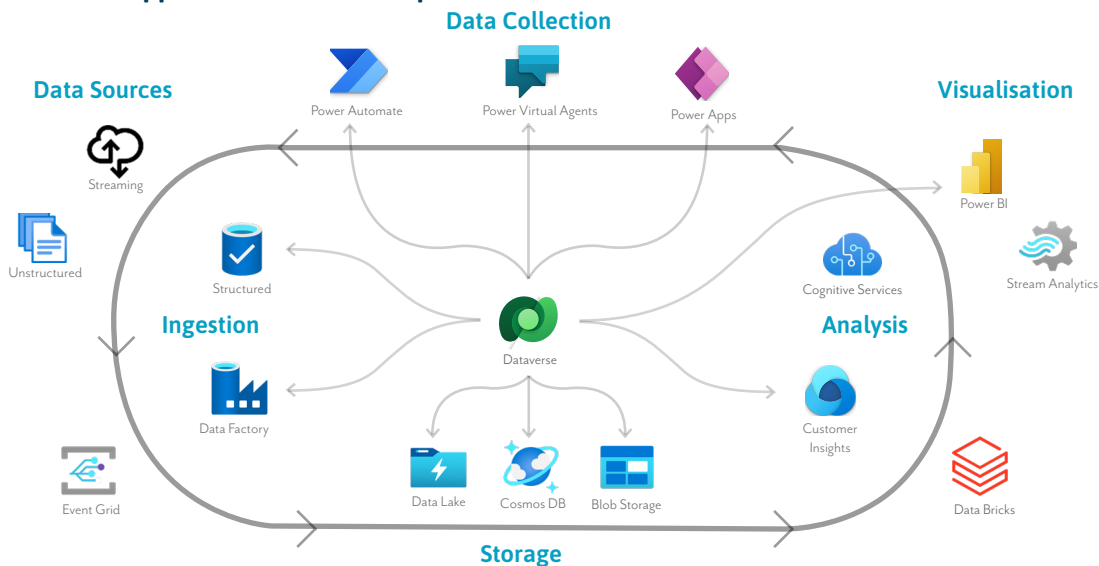 Data Collection
Data Sources
Visualisation
Power Automate
Power Virtual Agents
Power Apps
Streaming
Power BI
Unstructured
Structured
Cognitive Services
Stream Analytics
Ingestion
Analysis
Dataverse
Data Factory
Customer
Insights
Data Lake
Cosmos DB
Blob Storage
Event Grid
Data Bricks
Storage